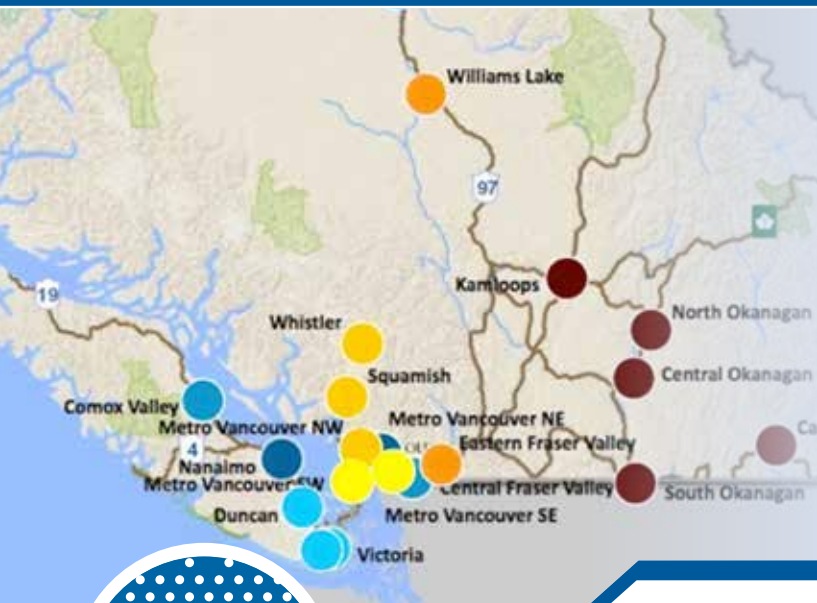 Williams Lake
97
Kamloops
19
North Okanagan
Whistler
Squamish
Central Okanagan
Comox Valley
Metro Vancouver NE
Metro Vancouver NW
Ca
4
Eastern Fraser Valley
Nanaimo
Metro Vancouver SW
Central Fraser Valley
South Okanagan
Duncan
Metro Vancouver SE
Victoria